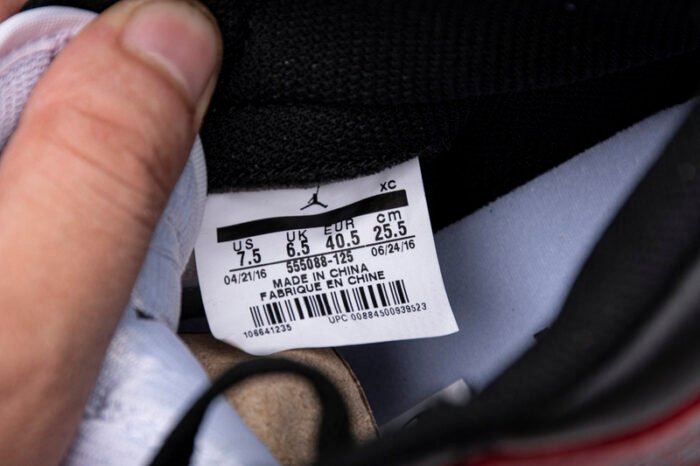 XC
US UK EUR cm
7.5 6.5 40.5 25.5
04/21/16 555088-125 06/24/16
MADE IN CHINA
FABRIQUE EN CHINE
106641235 UPC 00884500939523